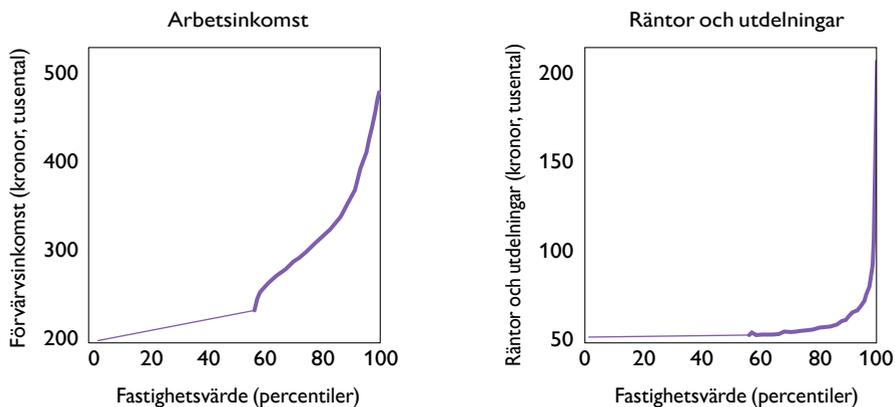 Arbetsinkomst
Förvärvsinkomst (kronor, tusental)
500
400
300
200
0 20 40 60 80 100
Fastighetsvärde (percentiler)
Räntor och utdelningar
Räntor och utdelningar (kronor, tusental)
200
150
100
50
0 20 40 60 80 100
Fastighetsvärde (percentiler)